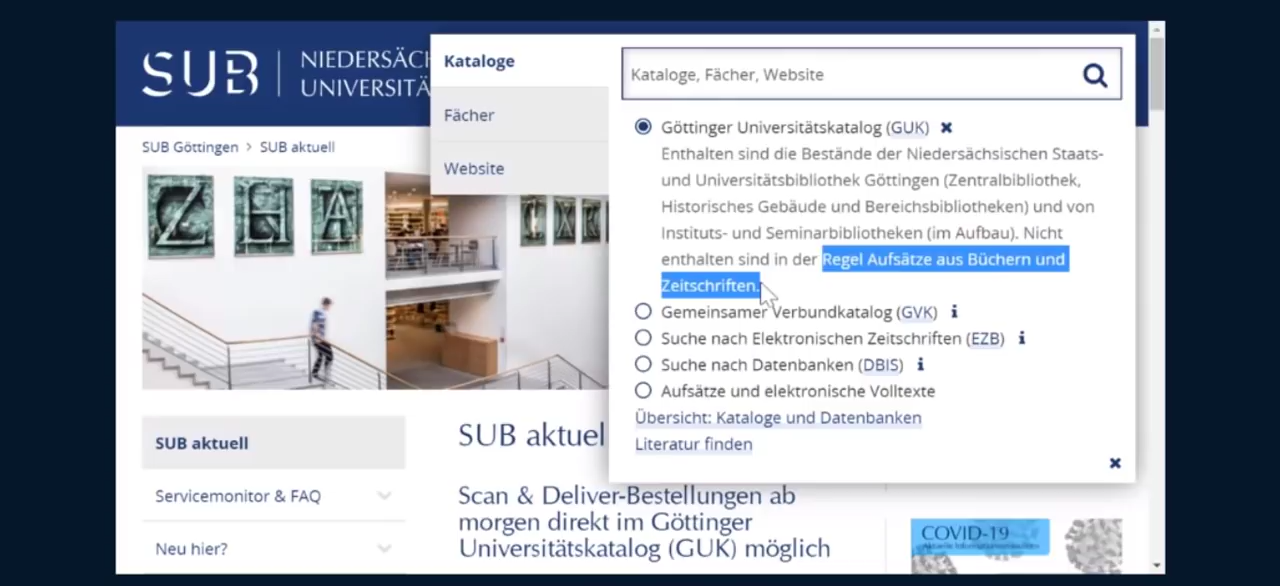 SUB
NIEDERSÄCH
UNIVERSITÄ
SUB Göttingen > SUB aktuell
ZHA
Kataloge
Fächer
Website
Kataloge, Fächer, Website
Göttinger Universitätskatalog (GUK)
Enthalten sind die Bestände der Niedersächsischen Staats-
und Universitätsbibliothek Göttingen (Zentralbibliothek,
Historisches Gebäude und Bereichsbibliotheken) und von
Instituts- und Seminarbibliotheken (im Aufbau). Nicht
enthalten sind in der Regel Aufsätze aus Büchern und
Zeitschriften.
Gemeinsamer Verbundkatalog (GVK)
Suche nach Elektronischen Zeitschriften (EZB)
Suche nach Datenbanken (DBIS)
Aufsätze und elektronische Volltexte
Übersicht: Kataloge und Datenbanken
Literatur finden
SUB aktuell
Servicemonitor & FAQ
Neu hier?
SUB aktuel
Scan & Deliver-Bestellungen ab
morgen direkt im Göttinger
Universitätskatalog (GUK) möglich
COVID-19